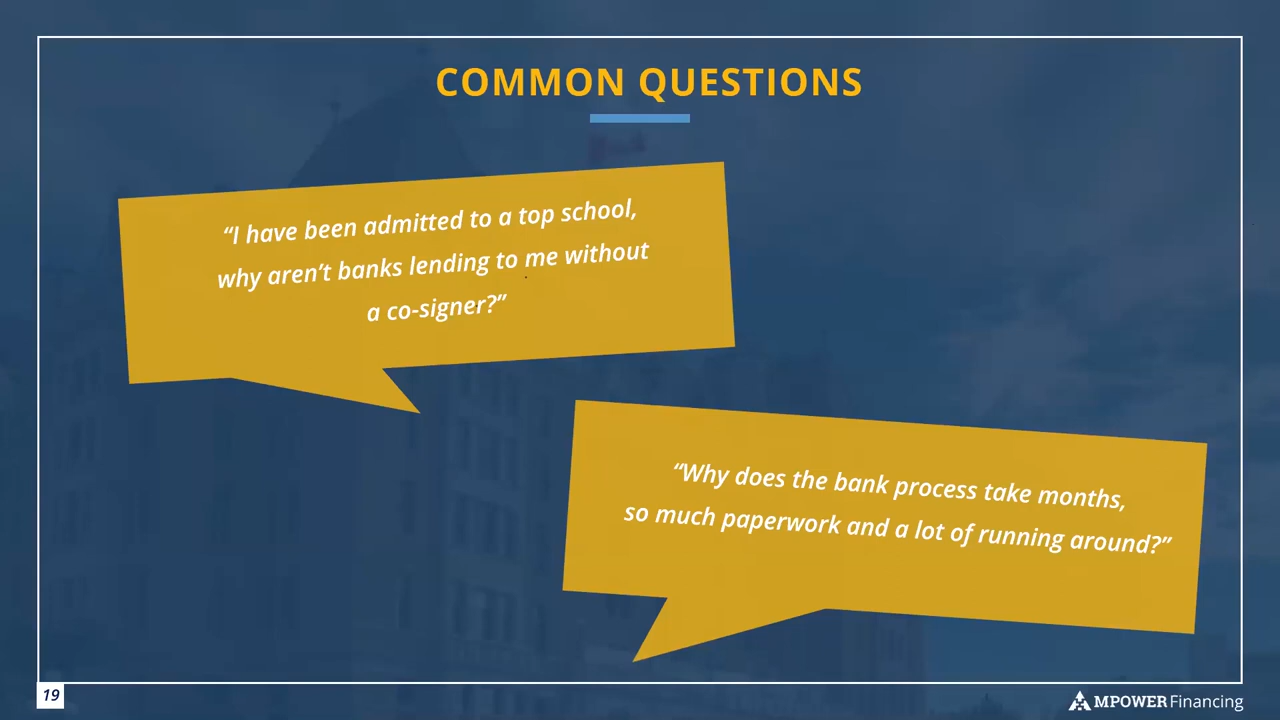 COMMON QUESTIONS
“I have been admitted to a top school,
why aren’t banks lending to me without
a co-signer?”
“Why does the bank process take months,
so much paperwork and a lot of running around?”
19
MPOWER Financing